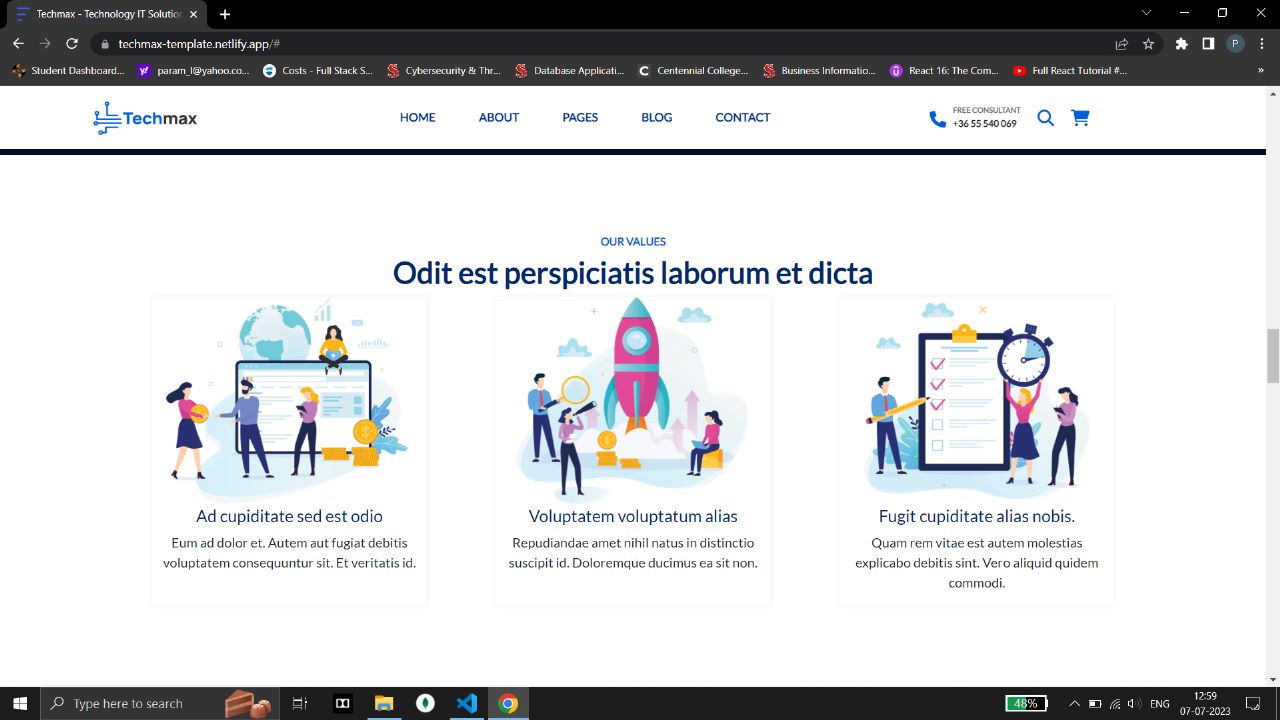 Techmax - Technology IT Solution
techmax-template.netlify.app/#
P
Student Dashboard...
param_l@yahoo.co...
Costs - Full Stack S...
Cybersecurity & Thr...
Database Applicati...
Centennial College...
Business Informatio...
React 16: The Com...
Full React Tutorial #...
»
Techmax
HOME
ABOUT
PAGES
BLOG
CONTACT
FREE CONSULTANT
+36 55 540 069
OUR VALUES
Odit est perspiciatis laborum et dicta
Ad cupiditate sed est odio
Eum ad dolor et. Autem aut fugiat debitis
voluptatem consequuntur sit. Et veritatis id.
Voluptatem voluptatum alias
Repudiandae amet nihil natus in distinctio
suscipit id. Doloremque ducimus ea sit non.
Fugit cupiditate alias nobis.
Quam rem vitae est autem molestias
explicabo debitis sint. Vero aliquid quidem
commodi.
Type here to search
48%
ENG
12:59
07-07-2023